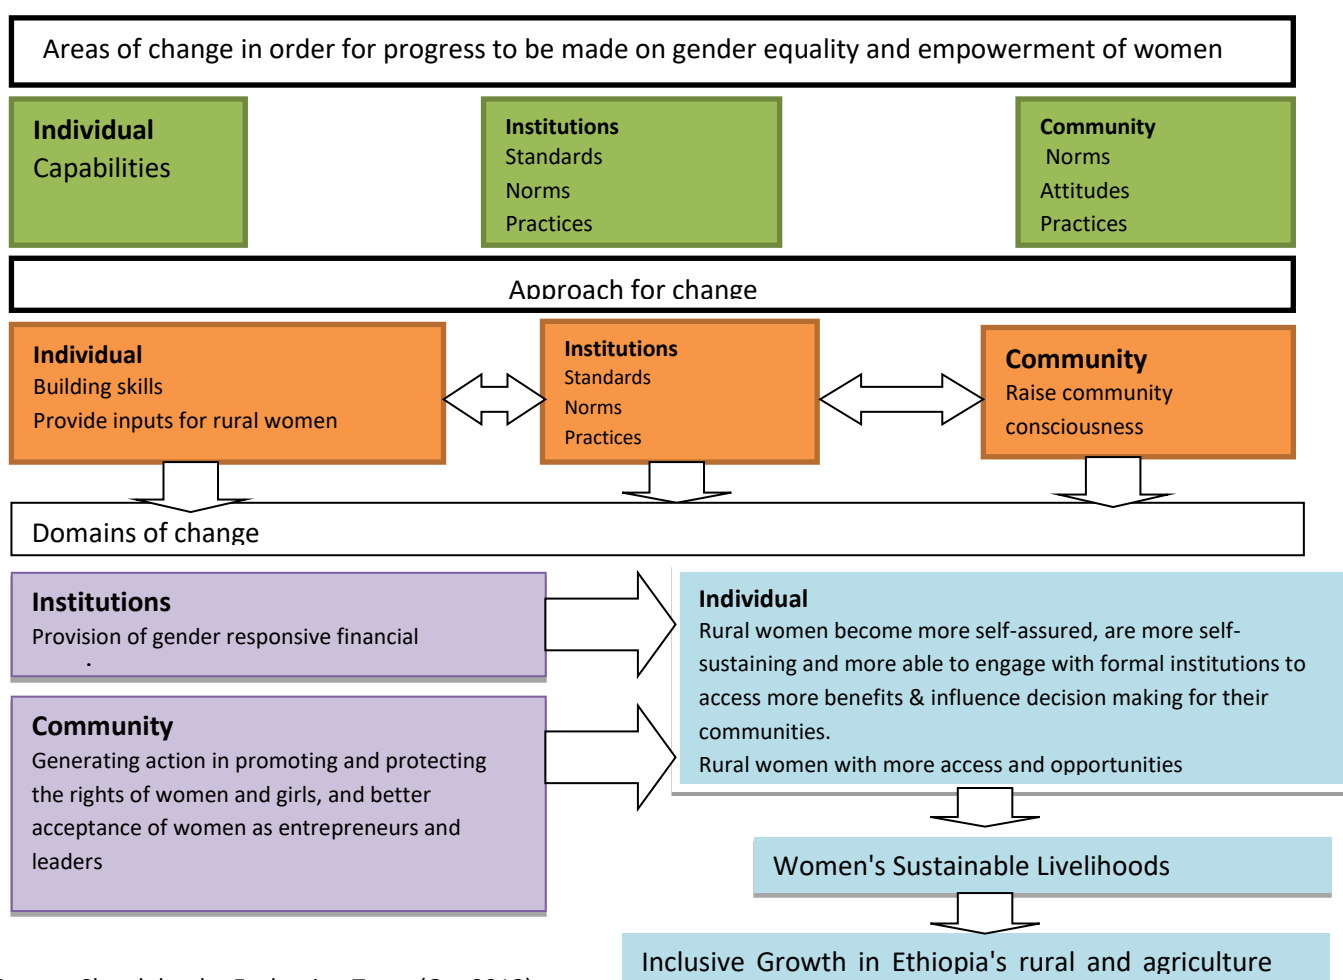 Areas of change in order for progress to be made on gender equality and empowerment of women
Individual
Capabilities
Institutions
Standards
Norms
Practices
Community
Norms
Attitudes
Practices
Approach for change
Individual
Building skills
Provide inputs for rural women
Institutions
Standards
Norms
Practices
Community
Raise community
consciousness
Domains of change
Institutions
Provision of gender responsive financial
Community
Generating action in promoting and protecting
the rights of women and girls, and better
acceptance of women as entrepreneurs and
leaders
Individual
Rural women become more self-assured, are more self-
sustaining and more able to engage with formal institutions to
access more benefits & influence decision making for their
communities.
Rural women with more access and opportunities
Women's Sustainable Livelihoods
Inclusive Growth in Ethiopia's rural and agriculture